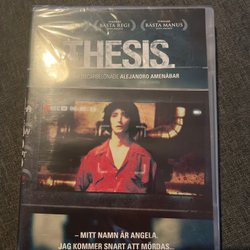 BÄSTA REGI
BÄSTA MANUS
THESIS.
ALEJANDRO AMENÁBAR
– MITT NAMN ÄR ANGELA.
JAG KOMMER SNART ATT MÖRDAS...